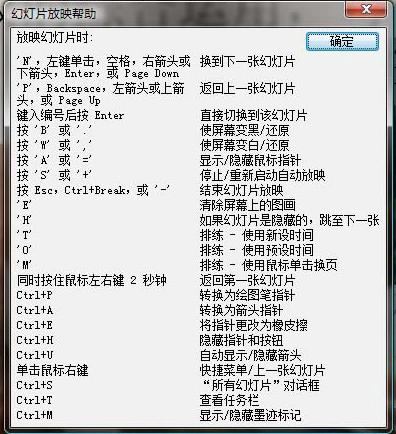 幻灯片放映帮助
放映幻灯片时:
确定
'N', 左键单击, 空格, 右箭头或 换到下一张幻灯片
下箭头, Enter, 或 Page Down
'P', Backspace, 左箭头或上箭 返回上一张幻灯片
头, 或 Page Up
键入编号后按 Enter 直接切换到该幻灯片
按 'B' 或 '.' 使屏幕变黑/还原
按 'W' 或 ',' 使屏幕变白/还原
按 'A' 或 '=' 显示/隐藏鼠标指针
按 'S' 或 '+' 停止/重新启动自动放映
按 Esc, Ctrl+Break, 或 '-' 结束幻灯片放映
'E' 清除屏幕上的图画
'H' 如果幻灯片是隐藏的, 跳至下一张
'T' 排练 - 使用新设时间
'O' 排练 - 使用预设时间
'M' 排练 - 使用鼠标单击换页
同时按住鼠标左右键 2 秒钟 返回第一张幻灯片
Ctrl+P 转换为绘图笔指针
Ctrl+A 转换为箭头指针
Ctrl+E 将指针更改为橡皮擦
Ctrl+H 隐藏指针和按钮
Ctrl+U 自动显示/隐藏箭头
单击鼠标右键 快捷菜单/上一张幻灯片
Ctrl+S “所有幻灯片”对话框
Ctrl+T 查看任务栏
Ctrl+M 显示/隐藏墨迹标记